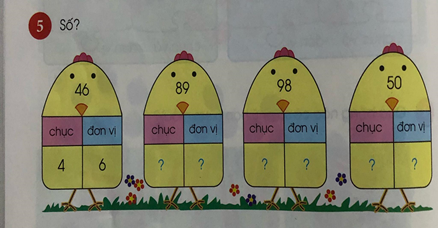 5 Số?
46 89 98 50
chục đơn vị chục đơn vị chục đơn vị chục đơn vị
4 6 ? ? ? ? ? ?